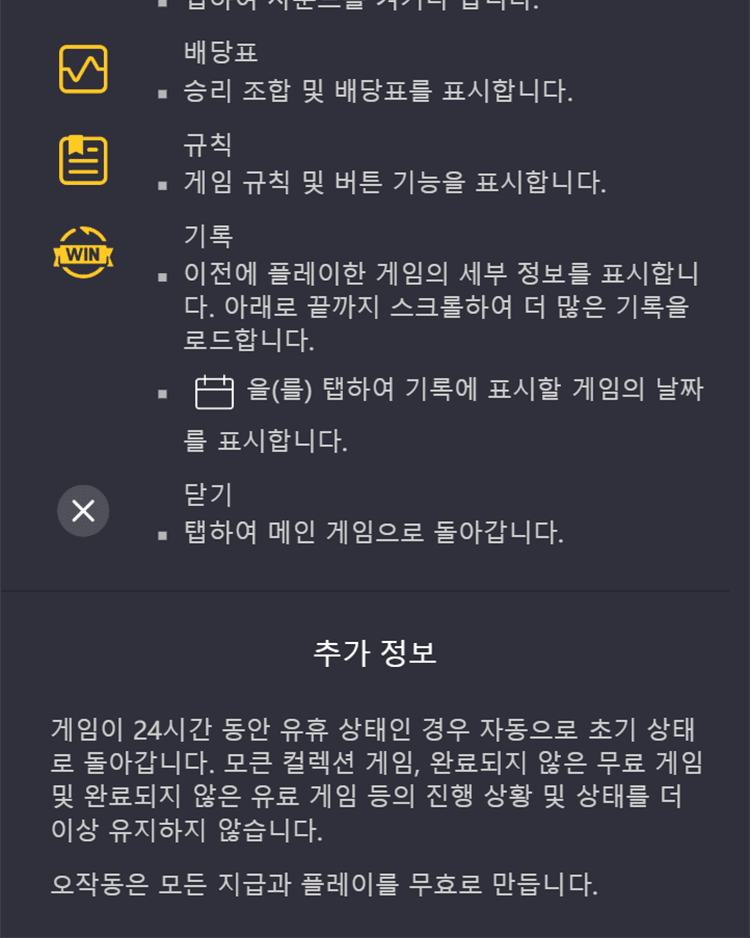 배당표
승리 조합 및 배당표를 표시합니다.
규칙
게임 규칙 및 버튼 기능을 표시합니다.
WIN
기록
이전에 플레이한 게임의 세부 정보를 표시합니
다. 아래로 끝까지 스크롤하여 더 많은 기록을
로드합니다.
을(를) 탭하여 기록에 표시할 게임의 날짜
를 표시합니다.
닫기
탭하여 메인 게임으로 돌아갑니다.
추가 정보
게임이 24시간 동안 유휴 상태인 경우 자동으로 초기 상태
로 돌아갑니다. 모큰 컬렉션 게임, 완료되지 않은 무료 게임
및 완료되지 않은 유료 게임 등의 진행 상황 및 상태를 더
이상 유지하지 않습니다.
오작동은 모든 지급과 플레이를 무효로 만듭니다.